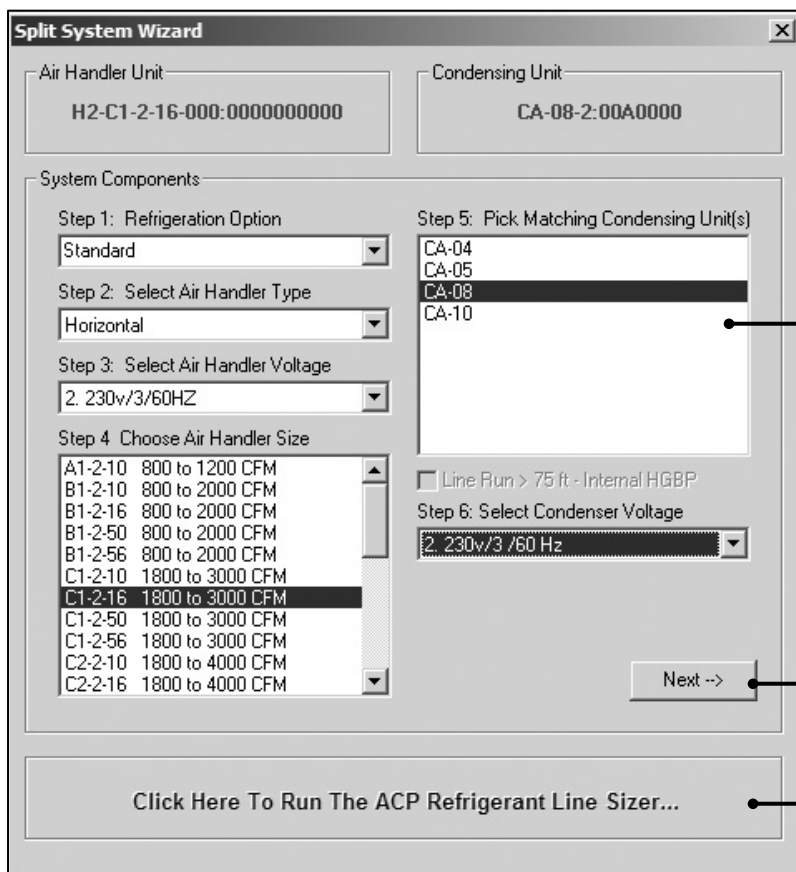 Split System Wizard
Air Handler Unit
H2-C1-2-16-000:0000000000
Condensing Unit
CA-08-2:00A0000
System Components
Step 1:  Refrigeration Option
Standard
Step 2:  Select Air Handler Type
Horizontal
Step 3:  Select Air Handler Voltage
2. 230v/3/60HZ
Step 4  Choose Air Handler Size
A1-2-10   800 to 1200 CFM
B1-2-10   800 to 2000 CFM
B1-2-16   800 to 2000 CFM
B1-2-50   800 to 2000 CFM
B1-2-56   800 to 2000 CFM
C1-2-10   1800 to 3000 CFM
C1-2-16   1800 to 3000 CFM
C1-2-50   1800 to 3000 CFM
C1-2-56   1800 to 3000 CFM
C2-2-10   1800 to 4000 CFM
C2-2-16   1800 to 4000 CFM
Step 5:  Pick Matching Condensing Unit(s)
CA-04
CA-05
CA-08
CA-10
Line Run > 75 ft - Internal HGBP
Step 6: Select Condenser Voltage
2. 230v/3 /60 Hz
Next -->
Click Here To Run The ACP Refrigerant Line Sizer...